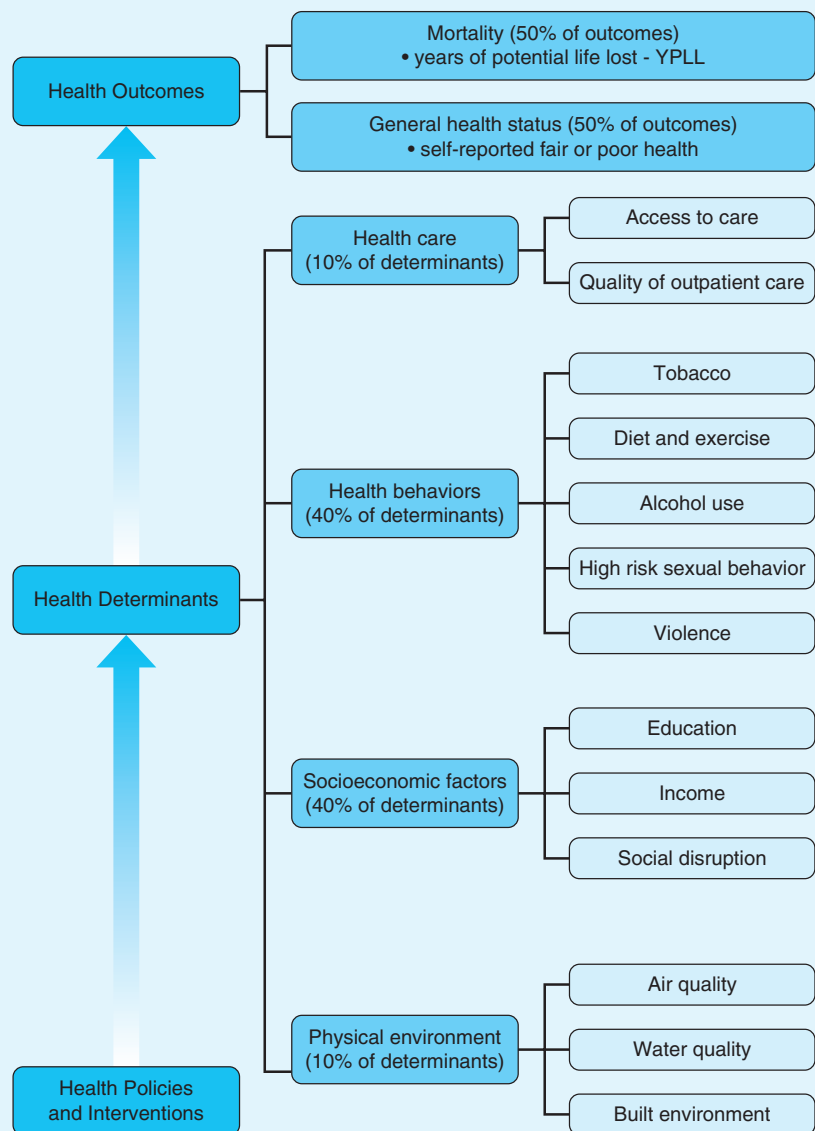 Health Outcomes
Mortality (50% of outcomes)
• years of potential life lost - YPLL
General health status (50% of outcomes)
• self-reported fair or poor health
Health Determinants
Health care
(10% of determinants)
Access to care
Quality of outpatient care
Health behaviors
(40% of determinants)
Tobacco
Diet and exercise
Alcohol use
High risk sexual behavior
Violence
Socioeconomic factors
(40% of determinants)
Education
Income
Social disruption
Physical environment
(10% of determinants)
Air quality
Water quality
Built environment
Health Policies
and Interventions